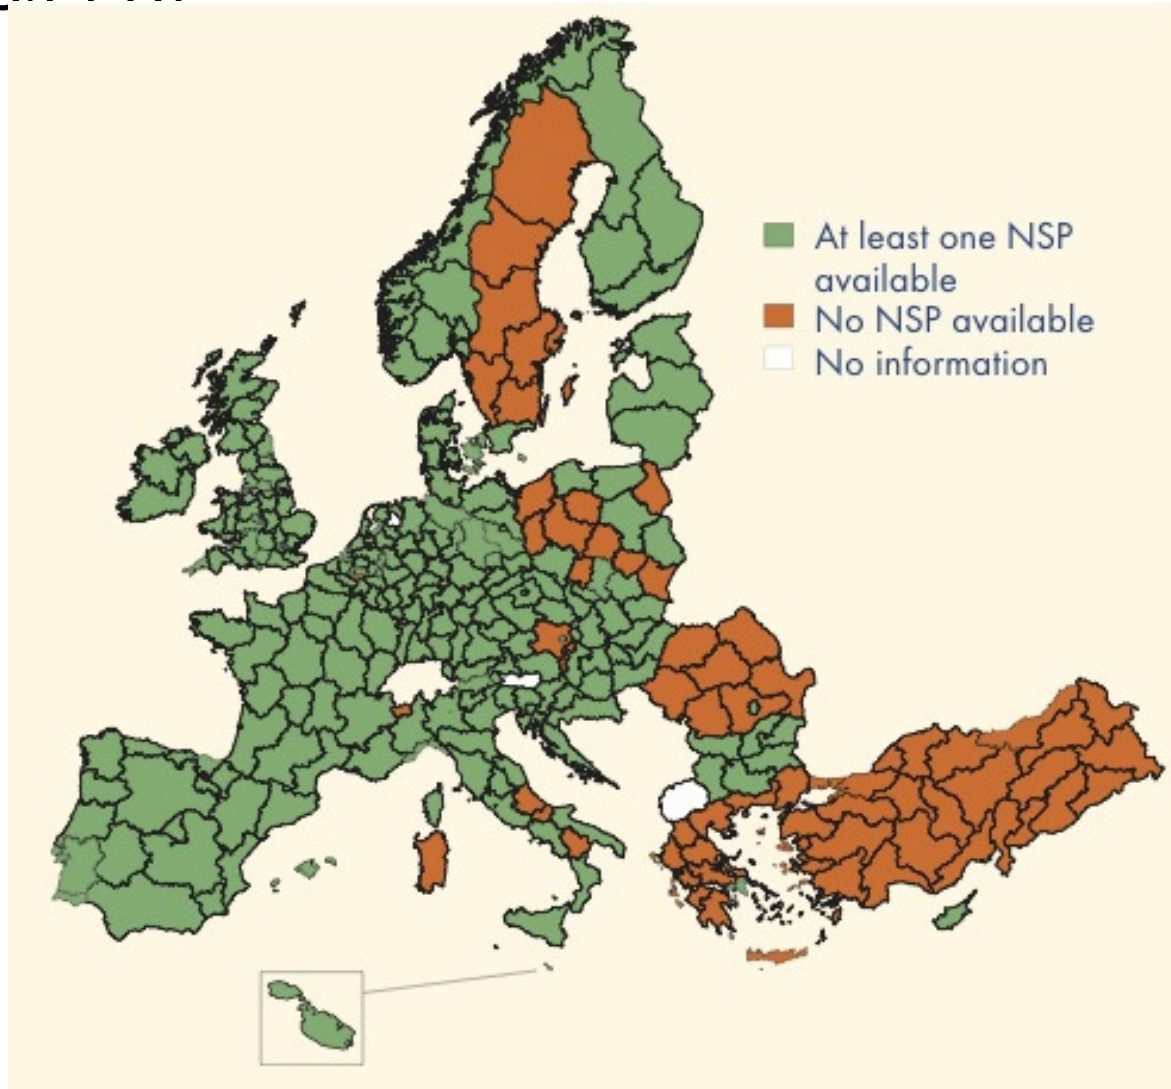 At least one NSP
available
No NSP available
No information